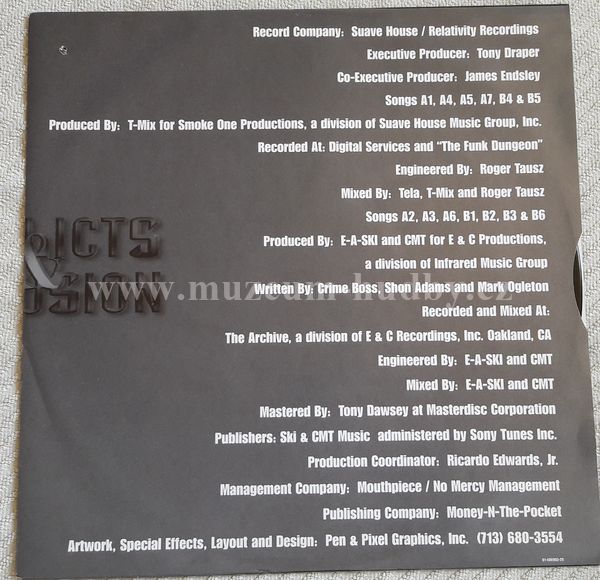 Record Company: Suave House / Relativity Recordings
Executive Producer: Tony Draper
Co-Executive Producer: James Endsley
Songs A1, A4, A5, A7, B4 & B5
Produced By: T-Mix for Smoke One Productions, a division of Suave House Music Group, Inc.
Recorded At: Digital Services and "The Funk Dungeon"
Engineered By: Roger Tausz
Mixed By: Tela, T-Mix and Roger Tausz
Songs A2, A3, A6, B1, B2, B3 & B6
ICTS
Produced By: E-A-SKI and CMT for E & C Productions,
&
a division of Infrared Music Group
www.muzeum-hudby.cz
Written By: Crime Boss, Shon Adams and Mark Ogleton
USION
Recorded and Mixed At:
The Archive, a division of E & C Recordings, Inc. Oakland, CA
Engineered By: E-A-SKI and CMT
Mixed By: E-A-SKI and CMT
Mastered By: Tony Dawsey at Masterdisc Corporation
Publishers: Ski & CMT Music administered by Sony Tunes Inc.
Production Coordinator: Ricardo Edwards, Jr.
Management Company: Mouthpiece / No Mercy Management
Publishing Company: Money-N-The-Pocket
Artwork, Special Effects, Layout and Design: Pen & Pixel Graphics, Inc. (713) 680-3554